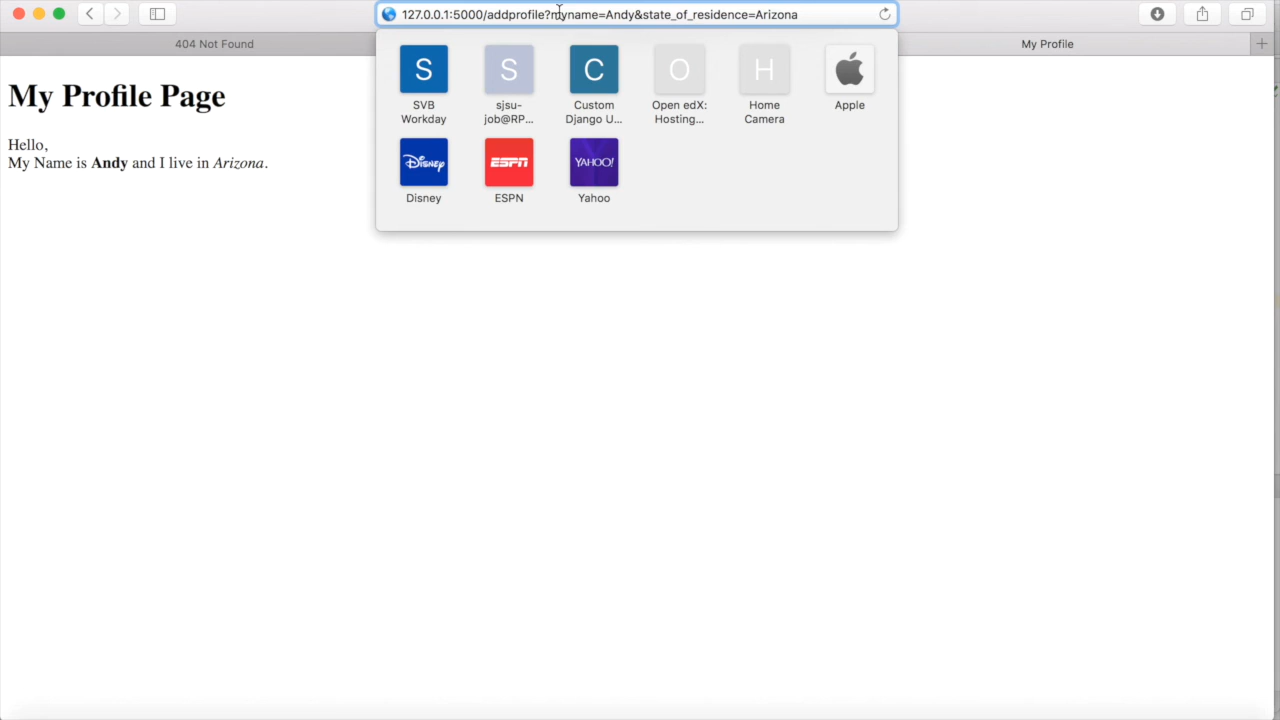 127.0.0.1:5000/addprofile?myname=Andy&state_of_residence=Arizona
404 Not Found
My Profile
My Profile Page
Hello,
My Name is Andy and I live in Arizona.
S
S
C
O
H
SVB
Workday
sjsu-
job@RP...
Custom
Django U...
Open edX:
Hosting...
Home
Camera
Apple
Disney
ESPN
YAHOO!
Disney
ESPN
Yahoo